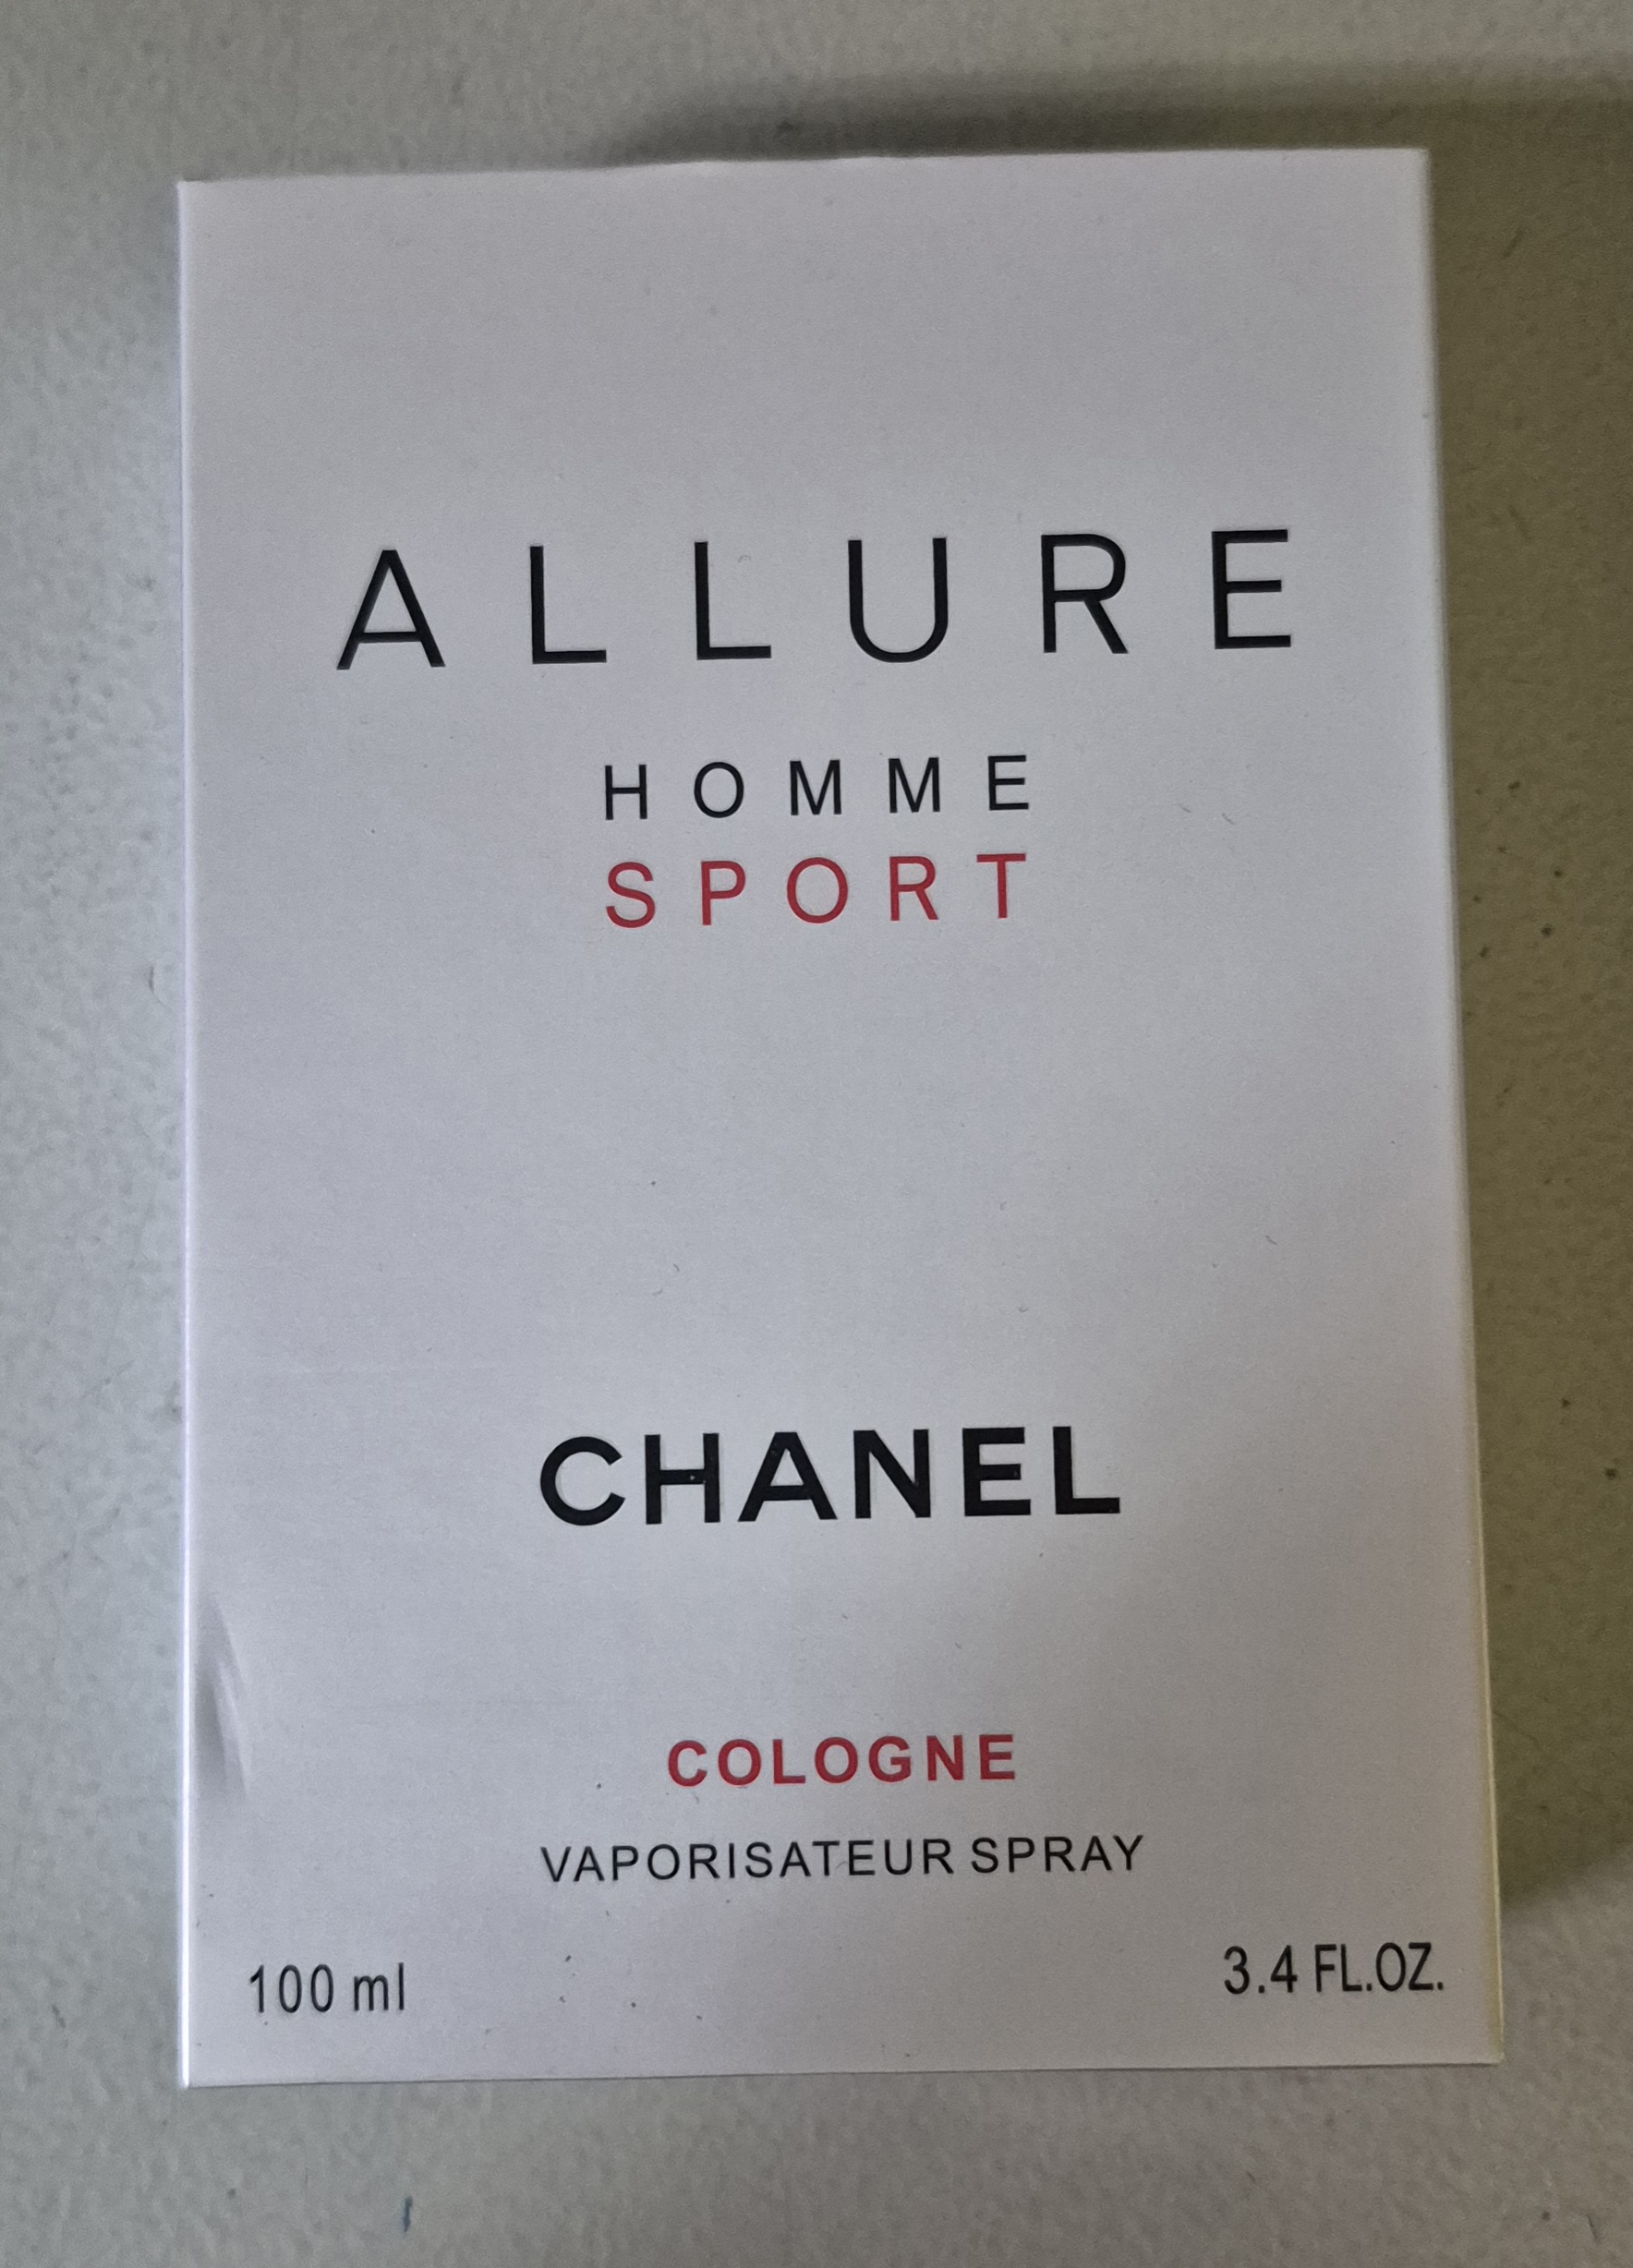 ALLURE
HOMME
SPORT
CHANEL
COLOGNE
VAPORISATEUR SPRAY
100 ml 3.4 FL.OZ.